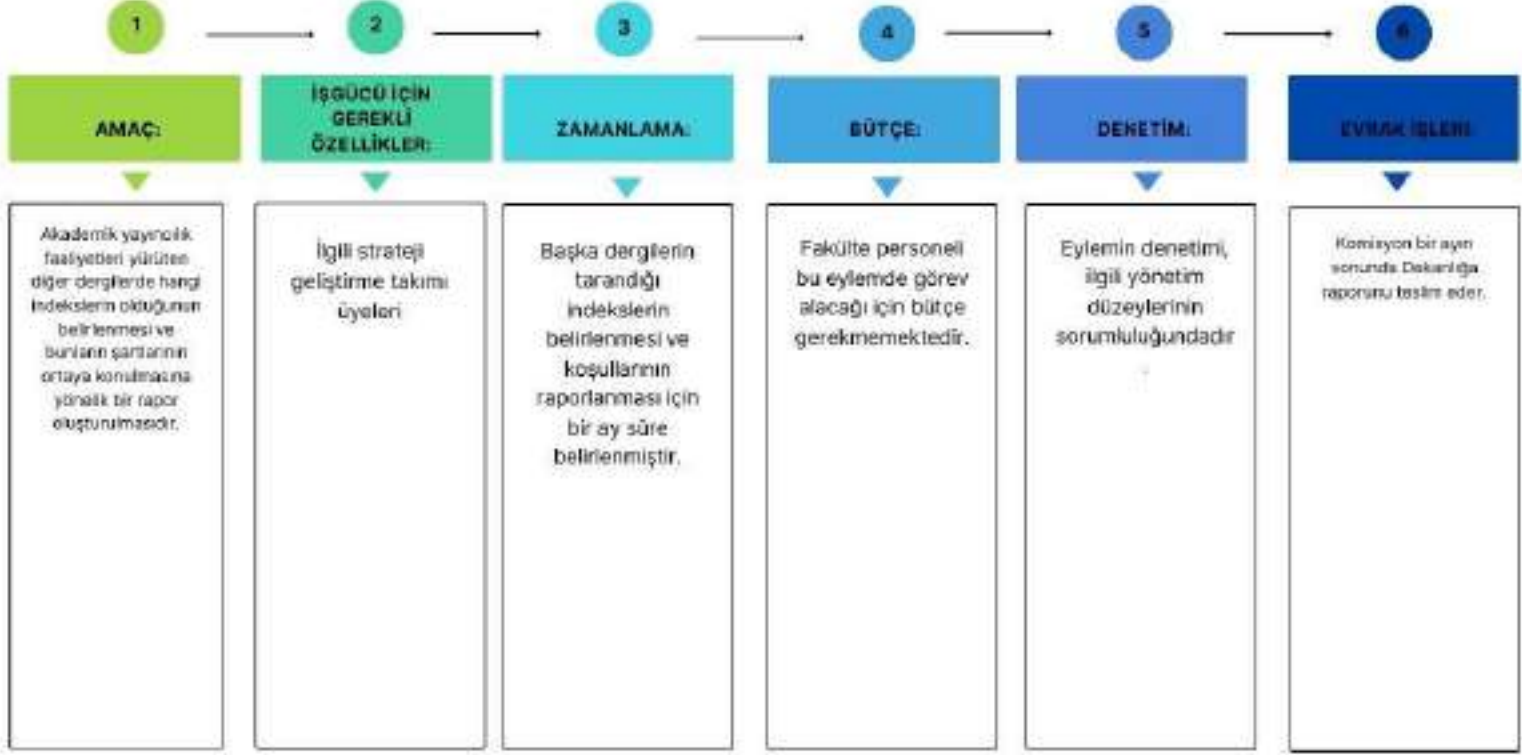 1
2
3
4
5
6
AMAÇ:
İŞGÜCÜ İÇİN
GEREKLİ
ÖZELLİKLER:
ZAMANLAMA:
BÜTÇE:
DENETİM:
EVRAK İŞLERİ:
Akademik yayıncılık
faaliyetleri yürüten
diğer dergilerde hangi
indekslerin olduğunun
belirlenmesi ve
bunların şartlarının
ortaya konulmasına
yönelik bir rapor
oluşturulmasıdır.
İlgili strateji
geliştirme takımı
üyeleri
Başka dergilerin
tarandığı
indekslerin
belirlenmesi ve
koşullarının
raporlanması için
bir ay süre
belirlenmiştir.
Fakülte personeli
bu eylemde görev
alacağı için bütçe
gerekmemektedir.
Eylemin denetimi,
ilgili yönetim
düzeylerinin
sorumluluğundadır
.
Komisyon bir ayın
sonunda Dekanlığa
raporunu teslim eder.